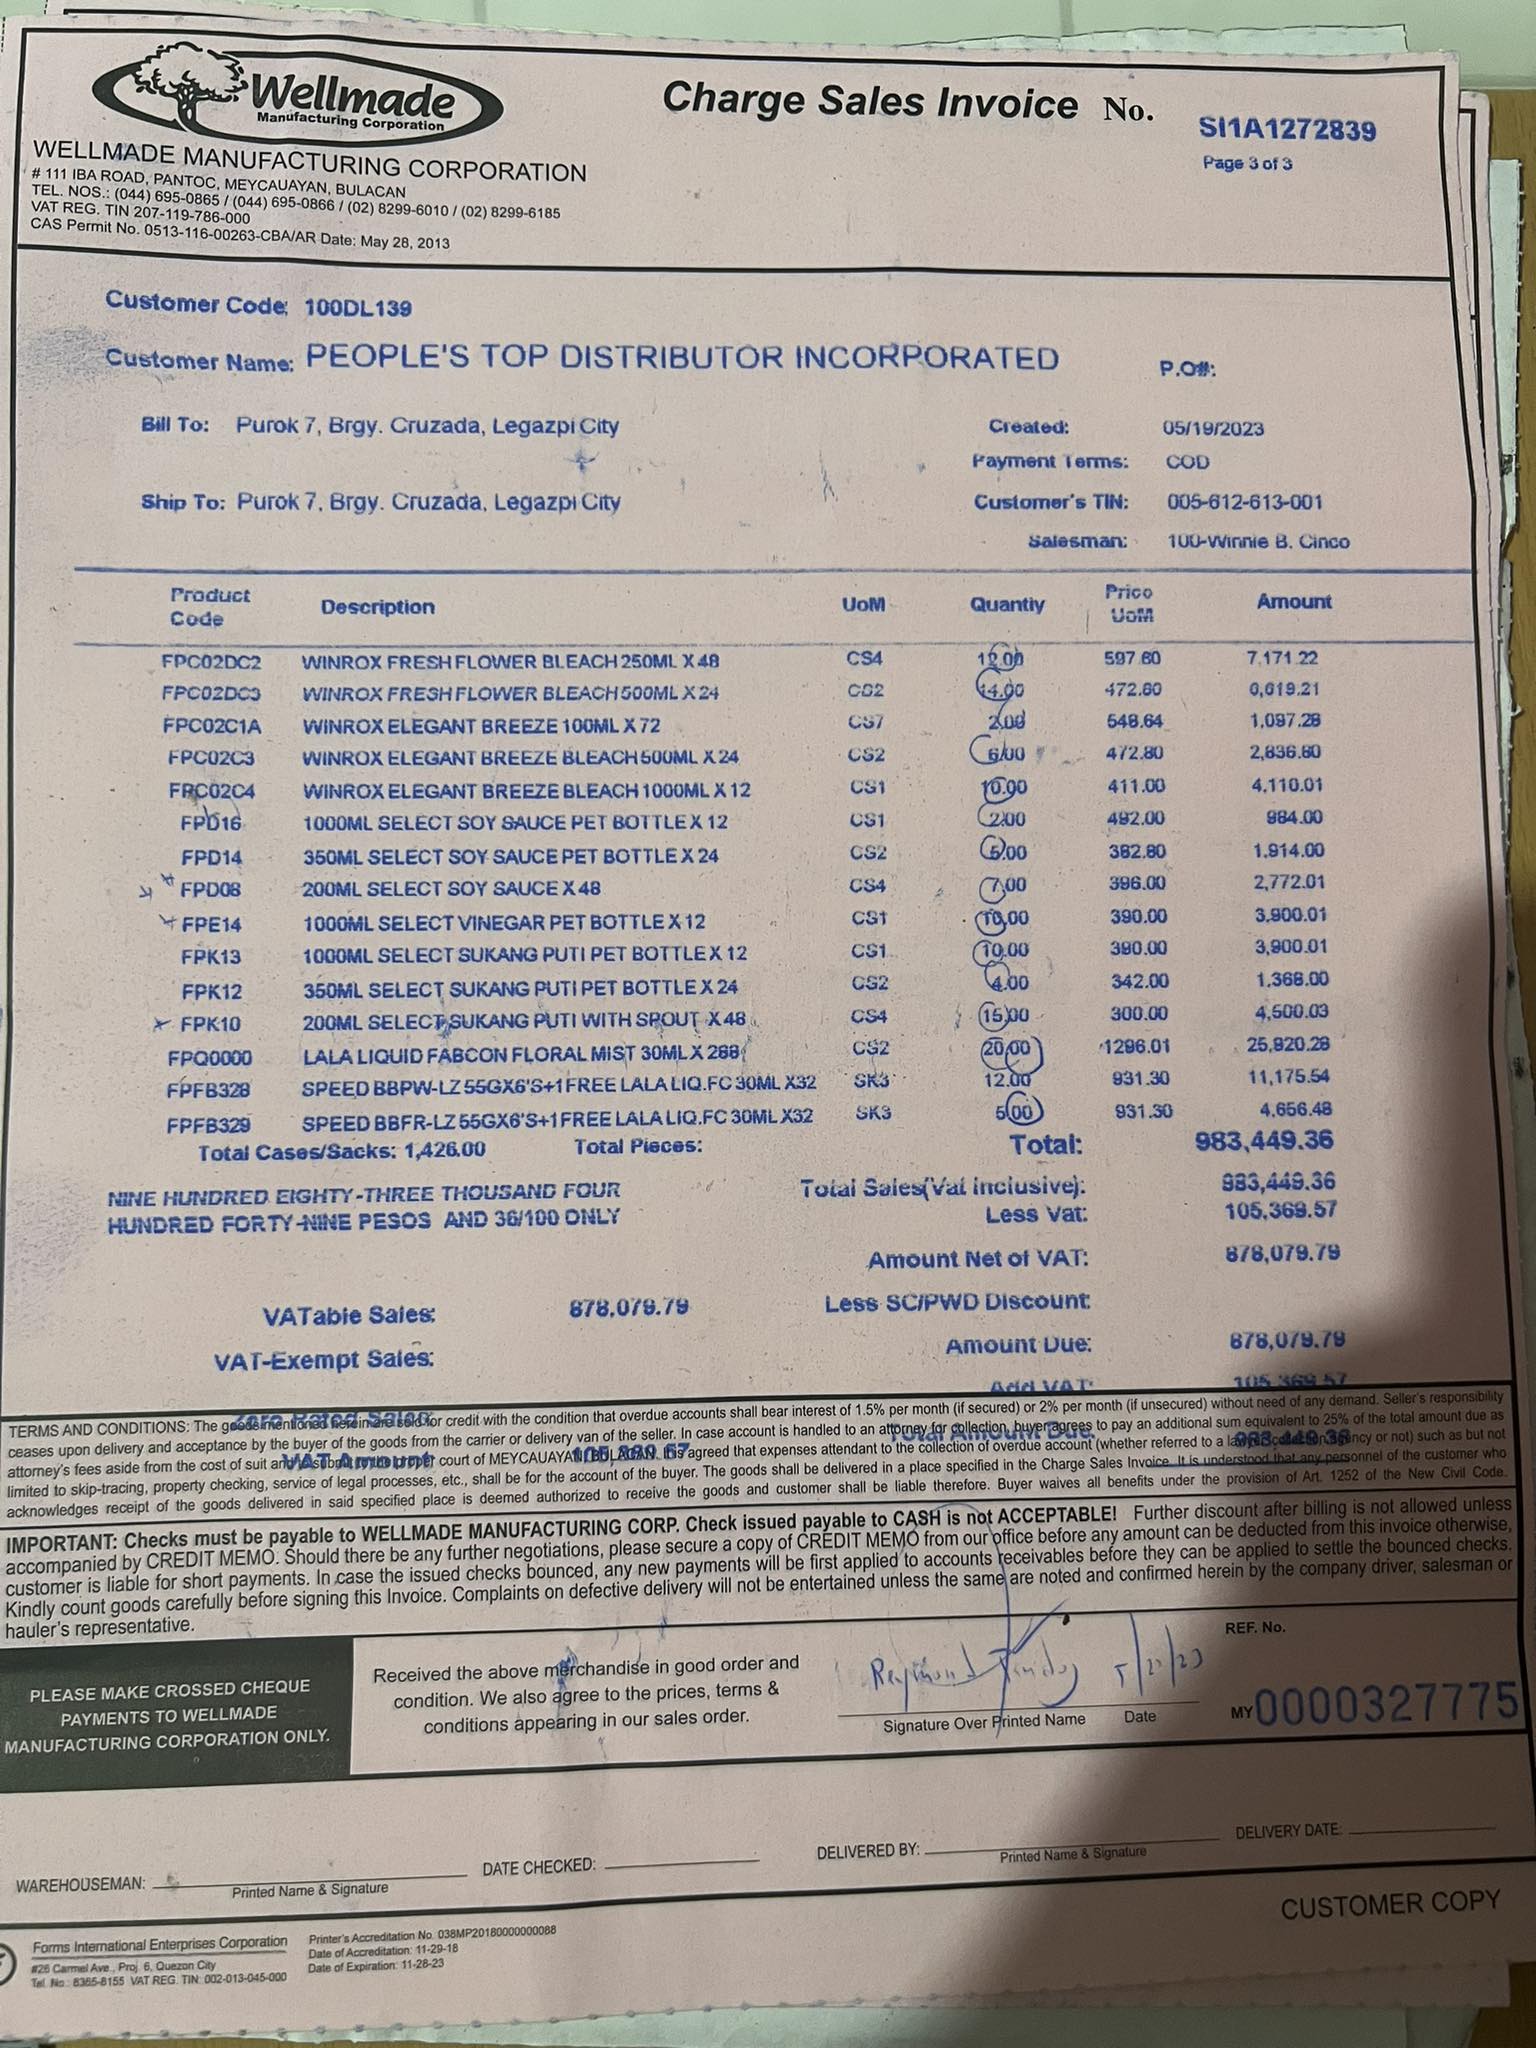 Wellmade
Manufacturing Corporation
Charge Sales Invoice No. SI1A1272839
Page 3 of 3
WELLMADE MANUFACTURING CORPORATION
# 111 IBA ROAD, PANTOC, MEYCAUAYAN, BULACAN
TEL. NOS.: (044) 695-0865 / (044) 695-0866 / (02) 8299-6010 / (02) 8299-6185
VAT REG. TIN 207-119-786-000
CAS Permit No. 0513-116-00263-CBA/AR Date: May 28, 2013
Customer Code: 100DL139
Customer Name: PEOPLE'S TOP DISTRIBUTOR INCORPORATED P.O#:
Bill To: Purok 7, Brgy. Cruzada, Legazpi City Created: 05/19/2023
Payment Terms: COD
Ship To: Purok 7, Brgy. Cruzada, Legazpi City Customer's TIN: 005-612-613-001
Salesman: 100-Winnie B. Cinco
Product Code Description UoM Quantiy Price UoM Amount
FPC02DC2 WINROX FRESH FLOWER BLEACH 250ML X 48 CS4 12.00 597.60 7,171.22
FPC02DC3 WINROX FRESH FLOWER BLEACH 500ML X 24 CS2 14.00 472.80 6,619.21
FPC02C1A WINROX ELEGANT BREEZE 100ML X 72 CS7 2.00 548.64 1,097.28
FPC02C3 WINROX ELEGANT BREEZE BLEACH 500ML X 24 CS2 6.00 472.80 2,836.80
FPC02C4 WINROX ELEGANT BREEZE BLEACH 1000ML X 12 CS1 10.00 411.00 4,110.01
FPD16 1000ML SELECT SOY SAUCE PET BOTTLE X 12 CS1 2.00 492.00 984.00
FPD14 350ML SELECT SOY SAUCE PET BOTTLE X 24 CS2 5.00 382.80 1,914.00
FPD08 200ML SELECT SOY SAUCE X 48 CS4 7.00 396.00 2,772.01
FPE14 1000ML SELECT VINEGAR PET BOTTLE X 12 CS1 10.00 390.00 3,900.01
FPK13 1000ML SELECT SUKANG PUTI PET BOTTLE X 12 CS1 10.00 390.00 3,900.01
FPK12 350ML SELECT SUKANG PUTI PET BOTTLE X 24 CS2 4.00 342.00 1,368.00
FPK10 200ML SELECT SUKANG PUTI WITH SPOUT X 48 CS4 15.00 300.00 4,500.03
FPQ0000 LALA LIQUID FABCON FLORAL MIST 30ML X 288 CS2 20.00 1296.01 25,920.28
FPFB328 SPEED BBPW-LZ 55GX6'S+1 FREE LALA LIQ.FC 30ML X32 SK3 12.00 931.30 11,175.54
FPFB329 SPEED BBFR-LZ 55GX6'S+1 FREE LALA LIQ.FC 30ML X32 SK3 5.00 931.30 4,656.48
Total Cases/Sacks: 1,426.00 Total Pieces: Total: 983,449.36
NINE HUNDRED EIGHTY-THREE THOUSAND FOUR Total Sales(Vat Inclusive): 983,449.36
HUNDRED FORTY-NINE PESOS AND 36/100 ONLY Less Vat: 105,369.57
Amount Net of VAT: 878,079.79
VATable Sales: 878,079.79 Less SC/PWD Discount:
VAT-Exempt Sales: Amount Due: 878,079.79
Add VAT: 105,369.57
Zero Rated Sales:
VAT Amount: 105,369.57 Total Amount Due: 983,449.36
TERMS AND CONDITIONS: The goods mentioned herein are sold for credit with the condition that overdue accounts shall bear interest of 1.5% per month (if secured) or 2% per month (if unsecured) without need of any demand. Seller's responsibility
ceases upon delivery and acceptance by the buyer of the goods from the carrier or delivery van of the seller. In case account is handled to an attorney for collection, buyer agrees to pay an additional sum equivalent to 25% of the total amount due as
attorney's fees aside from the cost of suit and to submit to the proper court of MEYCAUAYAN, BULACAN. It is agreed that expenses attendant to the collection of overdue account (whether referred to a lawyer, collection agency or not) such as but not
limited to skip-tracing, property checking, service of legal processes, etc., shall be for the account of the buyer. The goods shall be delivered in a place specified in the Charge Sales Invoice. It is understood that any personnel of the customer who
acknowledges receipt of the goods delivered in said specified place is deemed authorized to receive the goods and customer shall be liable therefore. Buyer waives all benefits under the provision of Art. 1252 of the New Civil Code.
IMPORTANT: Checks must be payable to WELLMADE MANUFACTURING CORP. Check issued payable to CASH is not ACCEPTABLE! Further discount after billing is not allowed unless
accompanied by CREDIT MEMO. Should there be any further negotiations, please secure a copy of CREDIT MEMO from our office before any amount can be deducted from this invoice otherwise,
customer is liable for short payments. In case the issued checks bounced, any new payments will be first applied to accounts receivables before they can be applied to settle the bounced checks.
Kindly count goods carefully before signing this Invoice. Complaints on defective delivery will not be entertained unless the same are noted and confirmed herein by the company driver, salesman or
hauler's representative.
PLEASE MAKE CROSSED CHEQUE
PAYMENTS TO WELLMADE
MANUFACTURING CORPORATION ONLY.
Received the above merchandise in good order and
condition. We also agree to the prices, terms &
conditions appearing in our sales order.
Raymond
Signature Over Printed Name Date
REF. No.
MY 0000327775
WAREHOUSEMAN: DATE CHECKED: DELIVERED BY: DELIVERY DATE:
Printed Name & Signature Printed Name & Signature
CUSTOMER COPY
Forms International Enterprises Corporation
#26 Carmel Ave., Proj. 6, Quezon City
Tel. No.: 8365-8155 VAT REG. TIN: 002-013-045-000
Printer's Accreditation No. 038MP20180000000088
Date of Accreditation: 11-29-18
Date of Expiration: 11-28-23